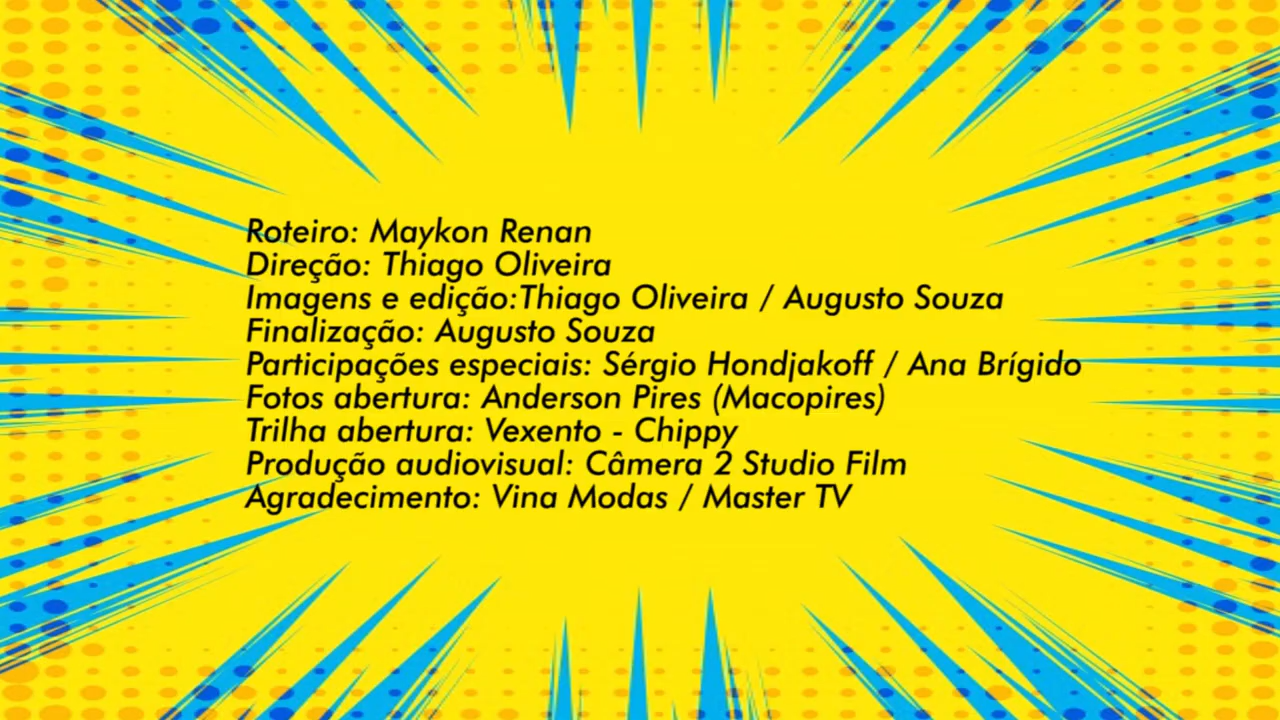 Roteiro: Maykon Renan
Direção: Thiago Oliveira
Imagens e edição:Thiago Oliveira / Augusto Souza
Finalização: Augusto Souza
Participações especiais: Sérgio Hondjakoff / Ana Brígido
Fotos abertura: Anderson Pires (Macopires)
Trilha abertura: Vexento - Chippy
Produção audiovisual: Câmera 2 Studio Film
Agradecimento: Vina Modas / Master TV